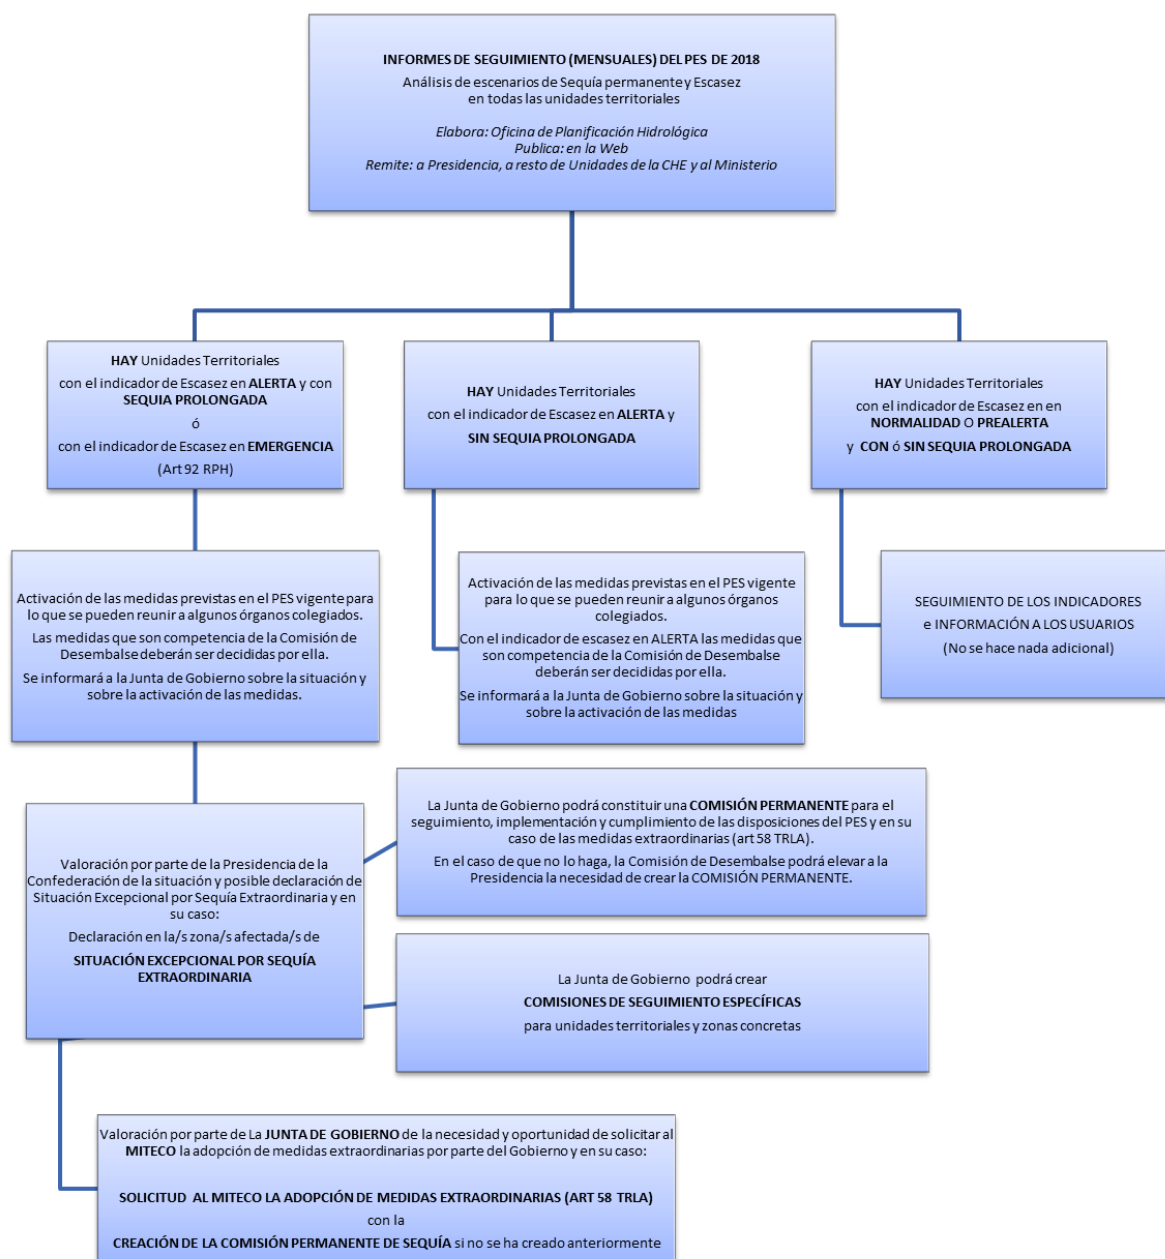 INFORMES DE SEGUIMIENTO (MENSUALES) DEL PES DE 2018
Análisis de escenarios de Sequía permanente y Escasez
en todas las unidades territoriales
Elabora: Oficina de Planificación Hidrológica
Publica: en la Web
Remite: a Presidencia, a resto de Unidades de la CHE y al Ministerio
HAY Unidades Territoriales
con el indicador de Escasez en ALERTA y con
SEQUIA PROLONGADA
ó
con el indicador de Escasez en EMERGENCIA
(Art 92 RPH)
HAY Unidades Territoriales
con el indicador de Escasez en ALERTA y
SIN SEQUIA PROLONGADA
HAY Unidades Territoriales
con el indicador de Escasez en en
NORMALIDAD O PREALERTA
y CON ó SIN SEQUIA PROLONGADA
Activación de las medidas previstas en el PES vigente para
lo que se pueden reunir a algunos órganos colegiados.
Las medidas que son competencia de la Comisión de
Desembalse deberán ser decididas por ella.
Se informará a la Junta de Gobierno sobre la situación y
sobre la activación de las medidas.
Activación de las medidas previstas en el PES vigente
para lo que se pueden reunir a algunos órganos
colegiados.
Con el indicador de escasez en ALERTA las medidas que
son competencia de la Comisión de Desembalse
deberán ser decididas por ella.
Se informará a la Junta de Gobierno sobre la situación y
sobre la activación de las medidas
SEGUIMIENTO DE LOS INDICADORES
e INFORMACIÓN A LOS USUARIOS
(No se hace nada adicional)
Valoración por parte de la Presidencia de la
Confederación de la situación y posible declaración de
Situación Excepcional por Sequía Extraordinaria y en
su caso:
Declaración en la/s zona/s afectada/s de
SITUACIÓN EXCEPCIONAL POR SEQUÍA
EXTRAORDINARIA
La Junta de Gobierno podrá constituir una COMISIÓN PERMANENTE para el
seguimiento, implementación y cumplimiento de las disposiciones del PES y en su
caso de las medidas extraordinarias (art 58 TRLA).
En el caso de que no lo haga, la Comisión de Desembalse podrá elevar a la
Presidencia la necesidad de crear la COMISIÓN PERMANENTE.
La Junta de Gobierno podrá crear
COMISIONES DE SEGUIMIENTO ESPECÍFICAS
para unidades territoriales y zonas concretas
Valoración por parte de La JUNTA DE GOBIERNO de la necesidad y oportunidad de solicitar al
MITECO la adopción de medidas extraordinarias por parte del Gobierno y en su caso:
SOLICITUD AL MITECO LA ADOPCIÓN DE MEDIDAS EXTRAORDINARIAS (ART 58 TRLA)
con la
CREACIÓN DE LA COMISIÓN PERMANENTE DE SEQUÍA si no se ha creado anteriormente